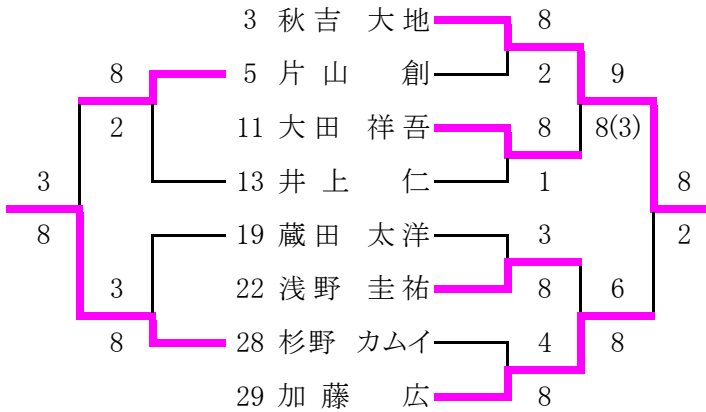 3 秋吉 大地 8
8 5 片山 創 2 9
2 11 大田 祥吾 8 8(3)
3 13 井上 仁 1 8
8 19 蔵田 太洋 3 2
3 22 浅野 圭祐 8 6
8 28 杉野 カムイ 4 8
29 加藤 広 8